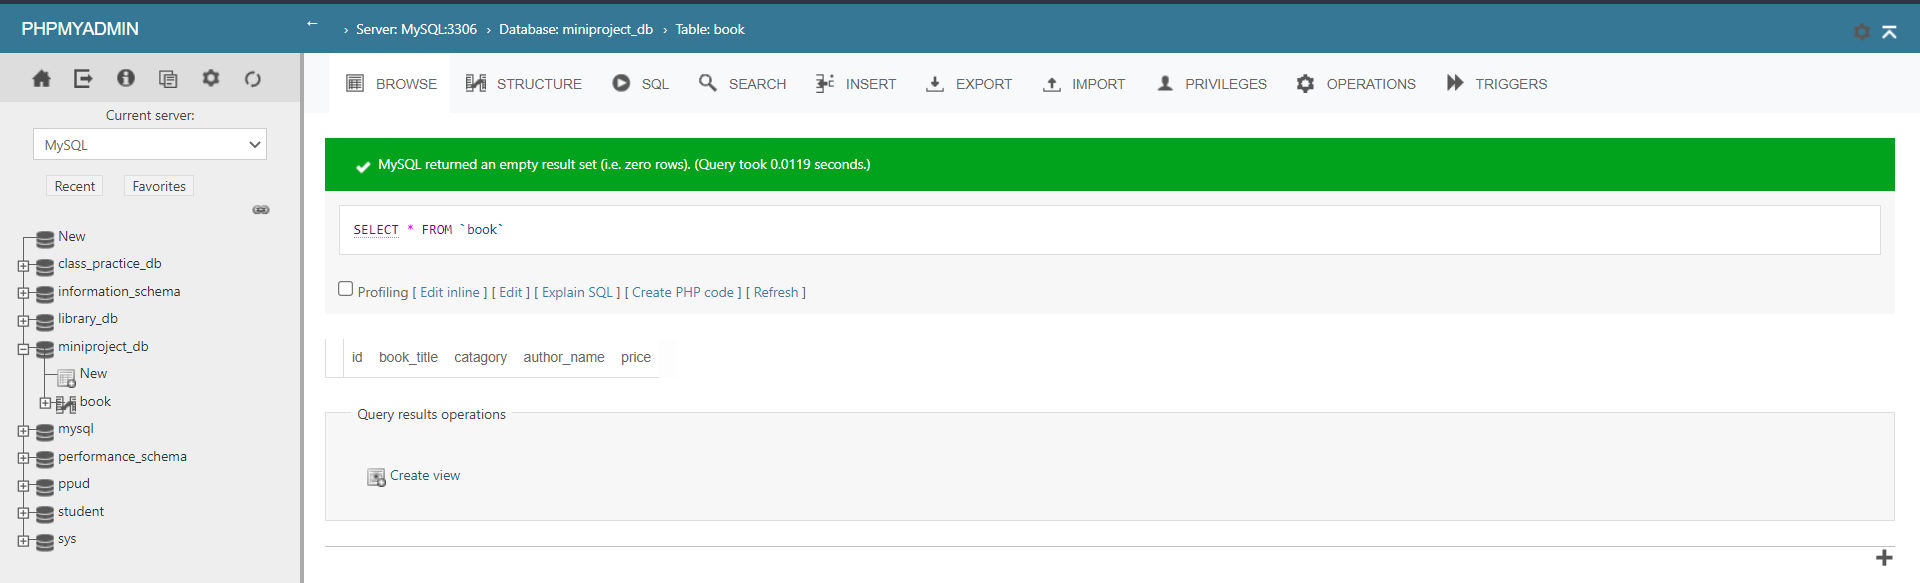 PHPMYADMIN
← › Server: MySQL:3306 › Database: miniproject_db › Table: book
Current server:
MySQL
Recent Favorites
New
class_practice_db
information_schema
library_db
miniproject_db
New
book
mysql
performance_schema
ppud
student
sys
BROWSE STRUCTURE SQL SEARCH INSERT EXPORT IMPORT PRIVILEGES OPERATIONS TRIGGERS
MySQL returned an empty result set (i.e. zero rows). (Query took 0.0119 seconds.)
SELECT * FROM `book`
Profiling [ Edit inline ] [ Edit ] [ Explain SQL ] [ Create PHP code ] [ Refresh ]
id book_title catagory author_name price
Query results operations
Create view